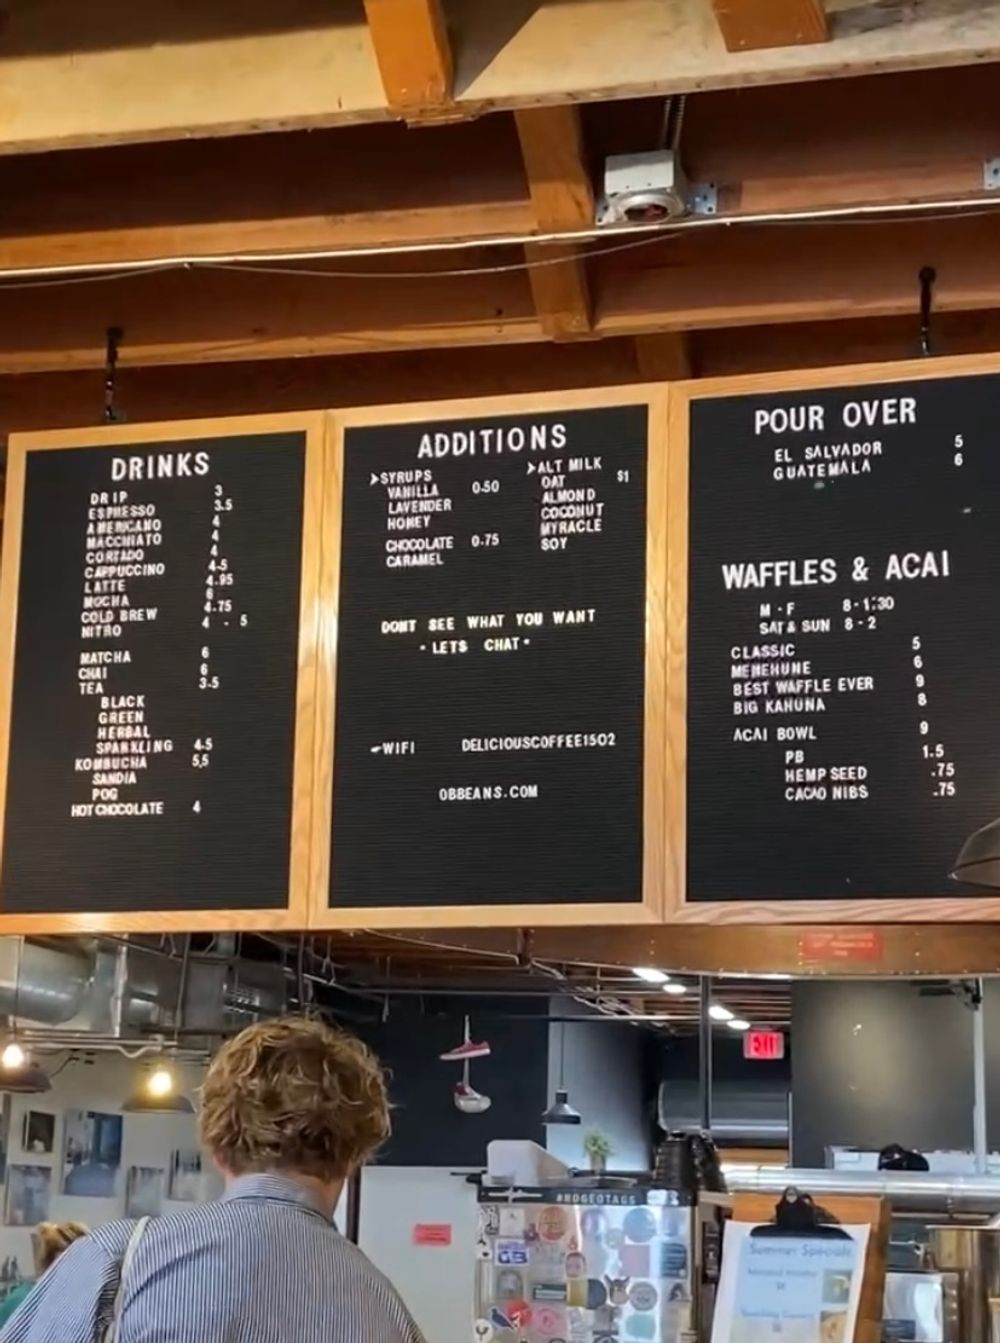 DRINKS
DRIP 3
ESPRESSO 3.5
AMERICANO 4
MACCHIATO 4
CORTADO 4
CAPPUCCINO 4-5
LATTE 4.95
MOCHA 6
COLD BREW 4.75
NITRO 4 - 5
MATCHA 6
CHAI 6
TEA 3-5
BLACK
GREEN
HERBAL
SPARKLING 4-5
KOMBUCHA 5,5
SANDIA
POG
HOT CHOCOLATE 4
ADDITIONS
SYRUPS
VANILLA 0-50
LAVENDER
HONEY
CHOCOLATE 0-75
CARAMEL
ALT MILK
OAT $1
ALMOND
COCONUT
MYRACLE
SOY
DONT SEE WHAT YOU WANT
- LETS CHAT -
WIFI DELICIOUSCOFFEE1502
OBBEANS.COM
POUR OVER
EL SALVADOR 5
GUATEMALA 6
WAFFLES & ACAI
M - F 8-1:30
SAT & SUN 8-2
CLASSIC 5
MENEHUNE 6
BEST WAFFLE EVER 9
BIG KAHUNA 8
ACAI BOWL 9
PB 1.5
HEMP SEED .75
CACAO NIBS .75
EXIT
#NOGEOTAGS
Summer Specials